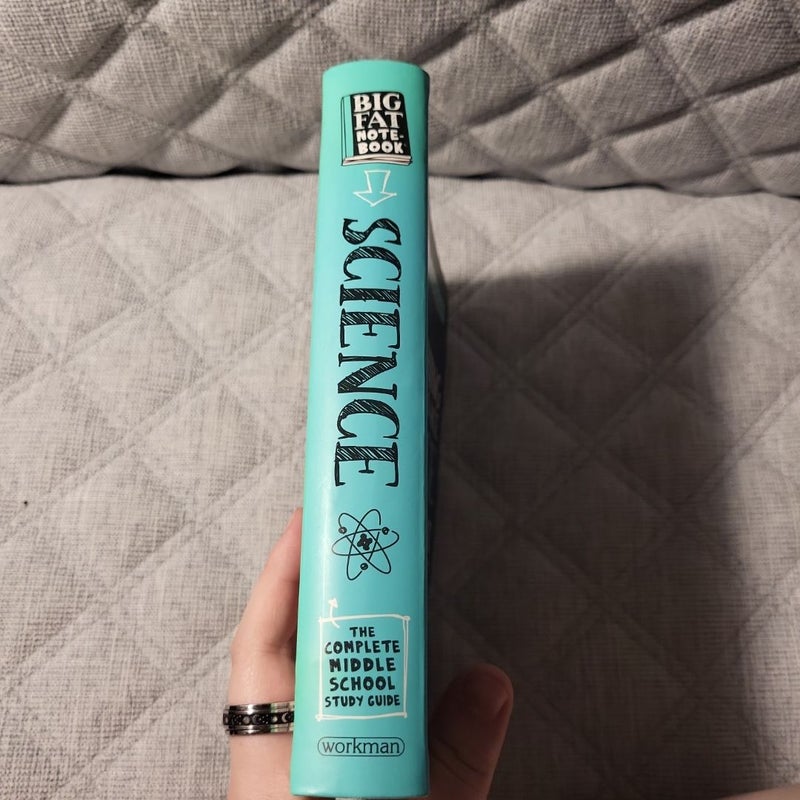 BIG
FAT
NOTE-
BOOK
SCIENCE
THE
COMPLETE
MIDDLE
SCHOOL
STUDY GUIDE
workman